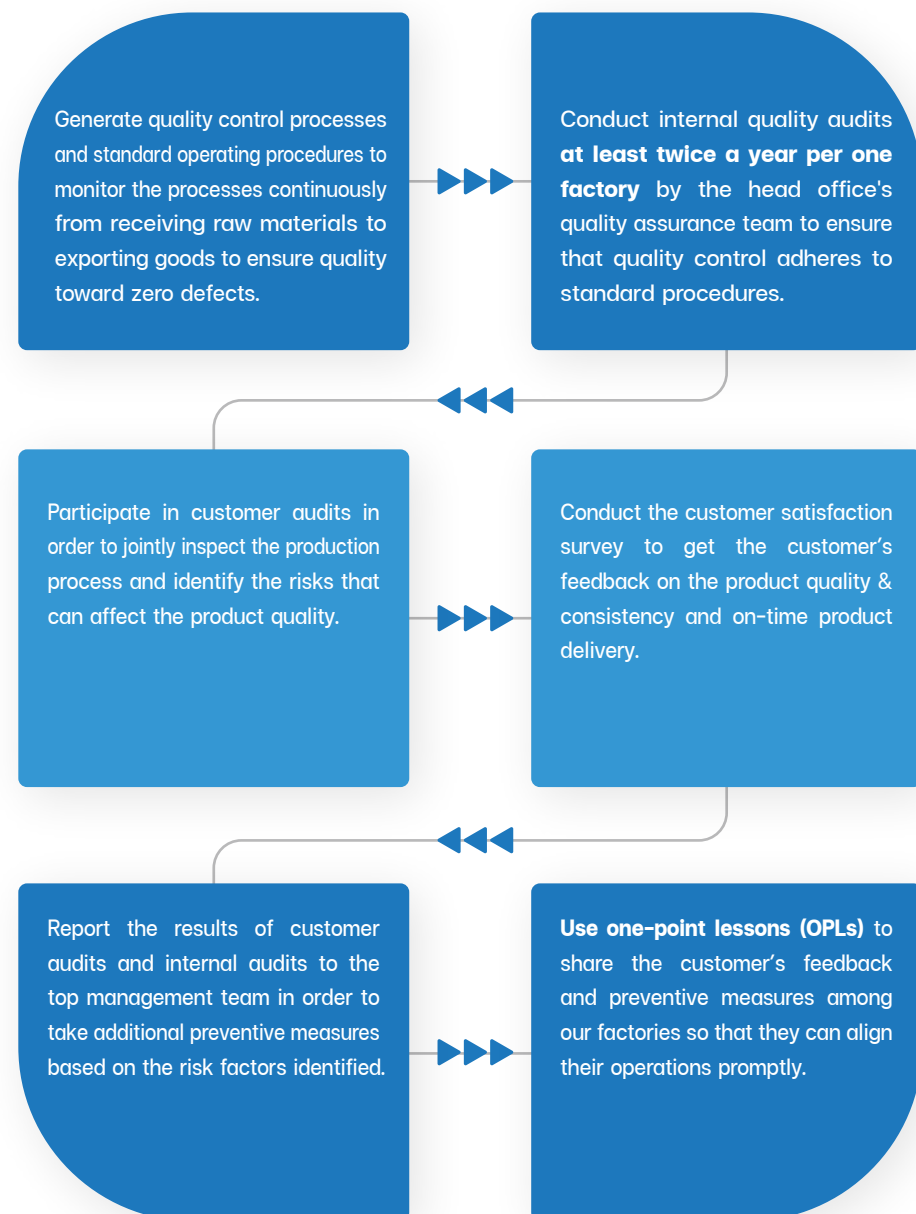 Generate quality control processes
and standard operating procedures to
monitor the processes continuously
from receiving raw materials to
exporting goods to ensure quality
toward zero defects.
Conduct internal quality audits
at least twice a year per one
factory by the head office's
quality assurance team to ensure
that quality control adheres to
standard procedures.
Participate in customer audits in
order to jointly inspect the production
process and identify the risks that
can affect the product quality.
Conduct the customer satisfaction
survey to get the customer’s
feedback on the product quality &
consistency and on-time product
delivery.
Report the results of customer
audits and internal audits to the
top management team in order to
take additional preventive measures
based on the risk factors identified.
Use one-point lessons (OPLs) to
share the customer’s feedback
and preventive measures among
our factories so that they can align
their operations promptly.